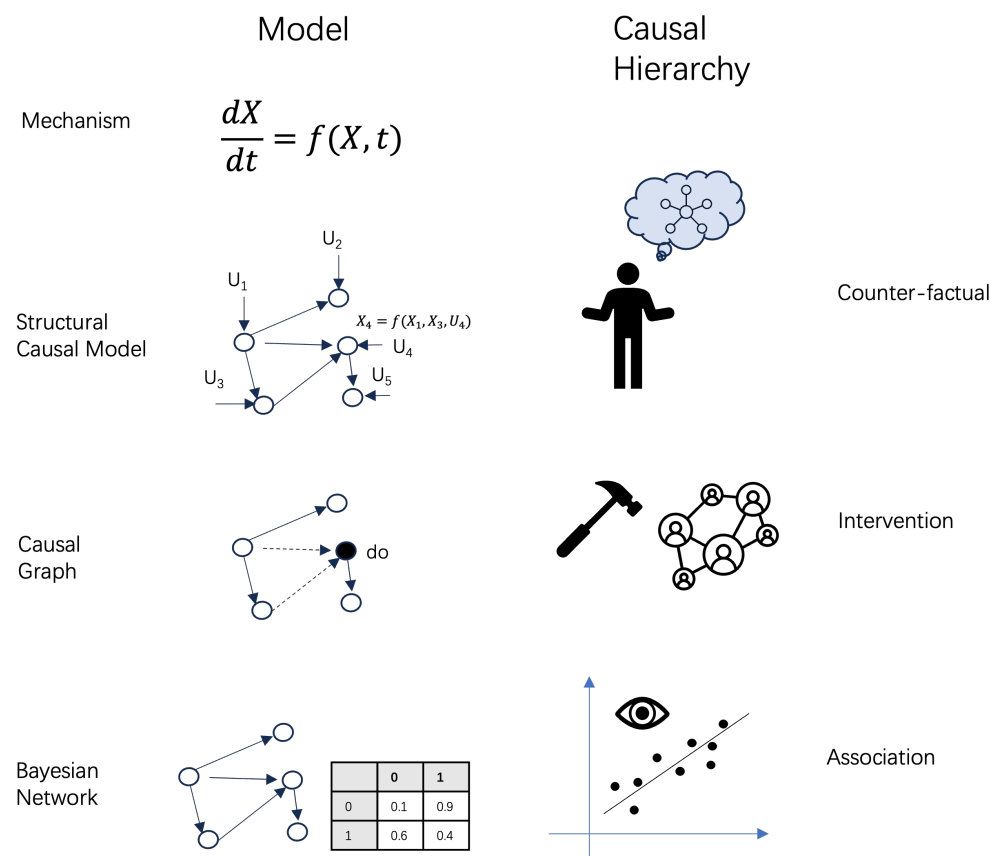 Model
Causal
Hierarchy
Mechanism
dX/dt = f(X, t)
Structural
Causal Model
U₁
U₂
X₄ = f(X₁, X₃, U₄)
U₄
U₃
U₅
Counter-factual
Causal
Graph
do
Intervention
Bayesian
Network
0 1
0 0.1 0.9
1 0.6 0.4
Association